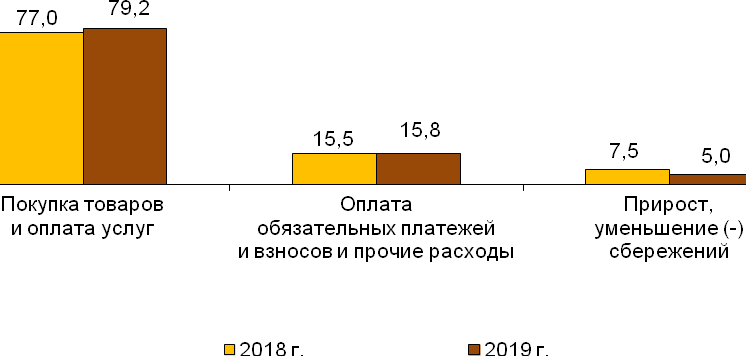 77,0
79,2
15,5
15,8
7,5
5,0
Покупка товаров
и оплата услуг
Оплата
обязательных платежей
и взносов и прочие расходы
Прирост,
уменьшение (-)
сбережений
2018 г.
2019 г.